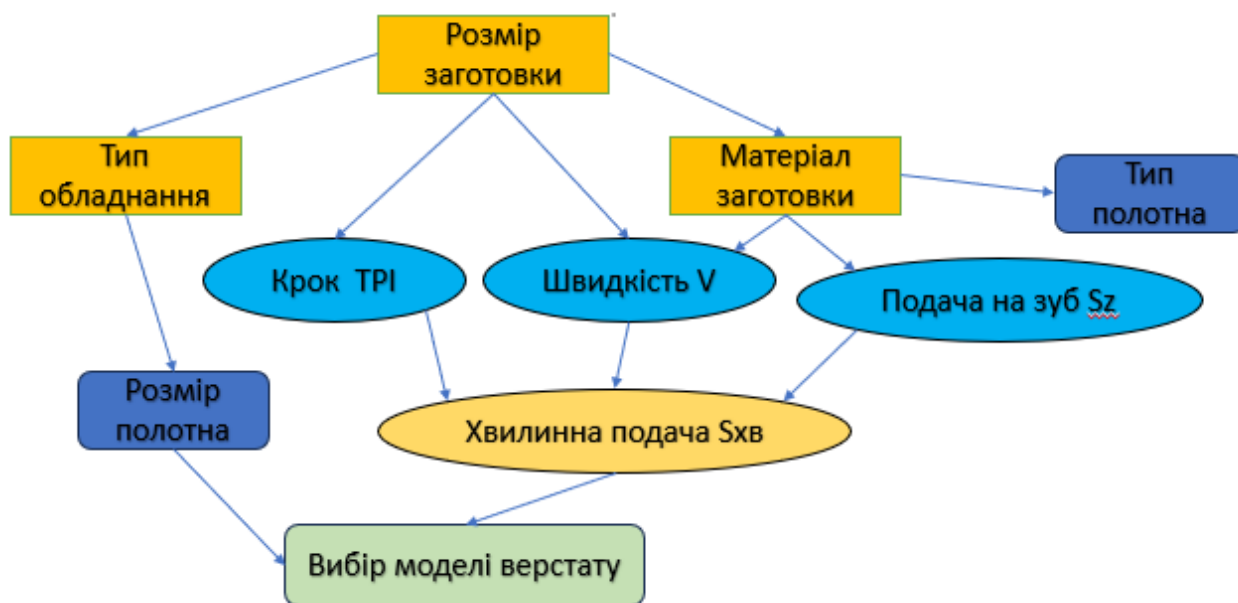 Розмір
заготовки
Тип
обладнання
Матеріал
заготовки
Тип
полотна
Крок TPI
Швидкість V
Подача на зуб Sz
Розмір
полотна
Хвилинна подача Sхв
Вибір моделі верстату